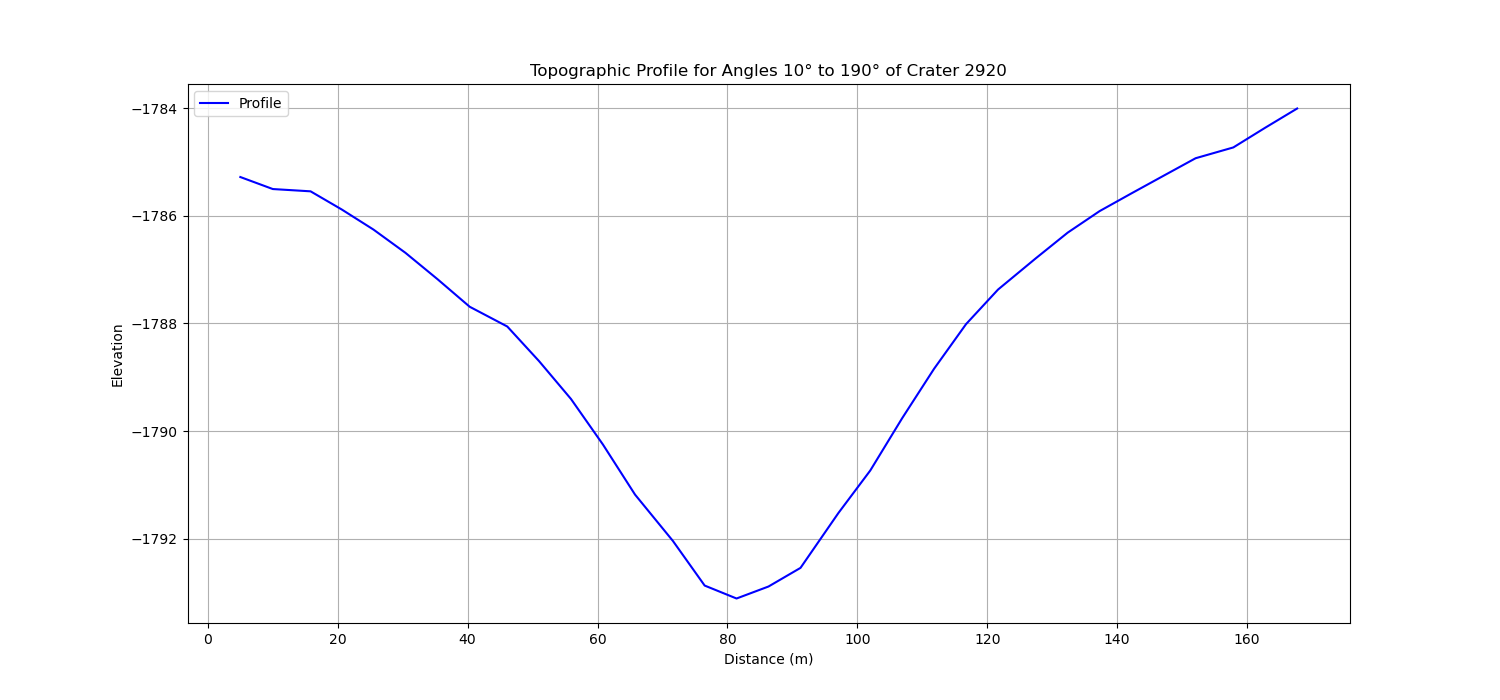 Topographic Profile for Angles 10° to 190° of Crater 2920
Profile
−1784
−1786
−1788
−1790
−1792
Elevation
0 20 40 60 80 100 120 140 160
Distance (m)